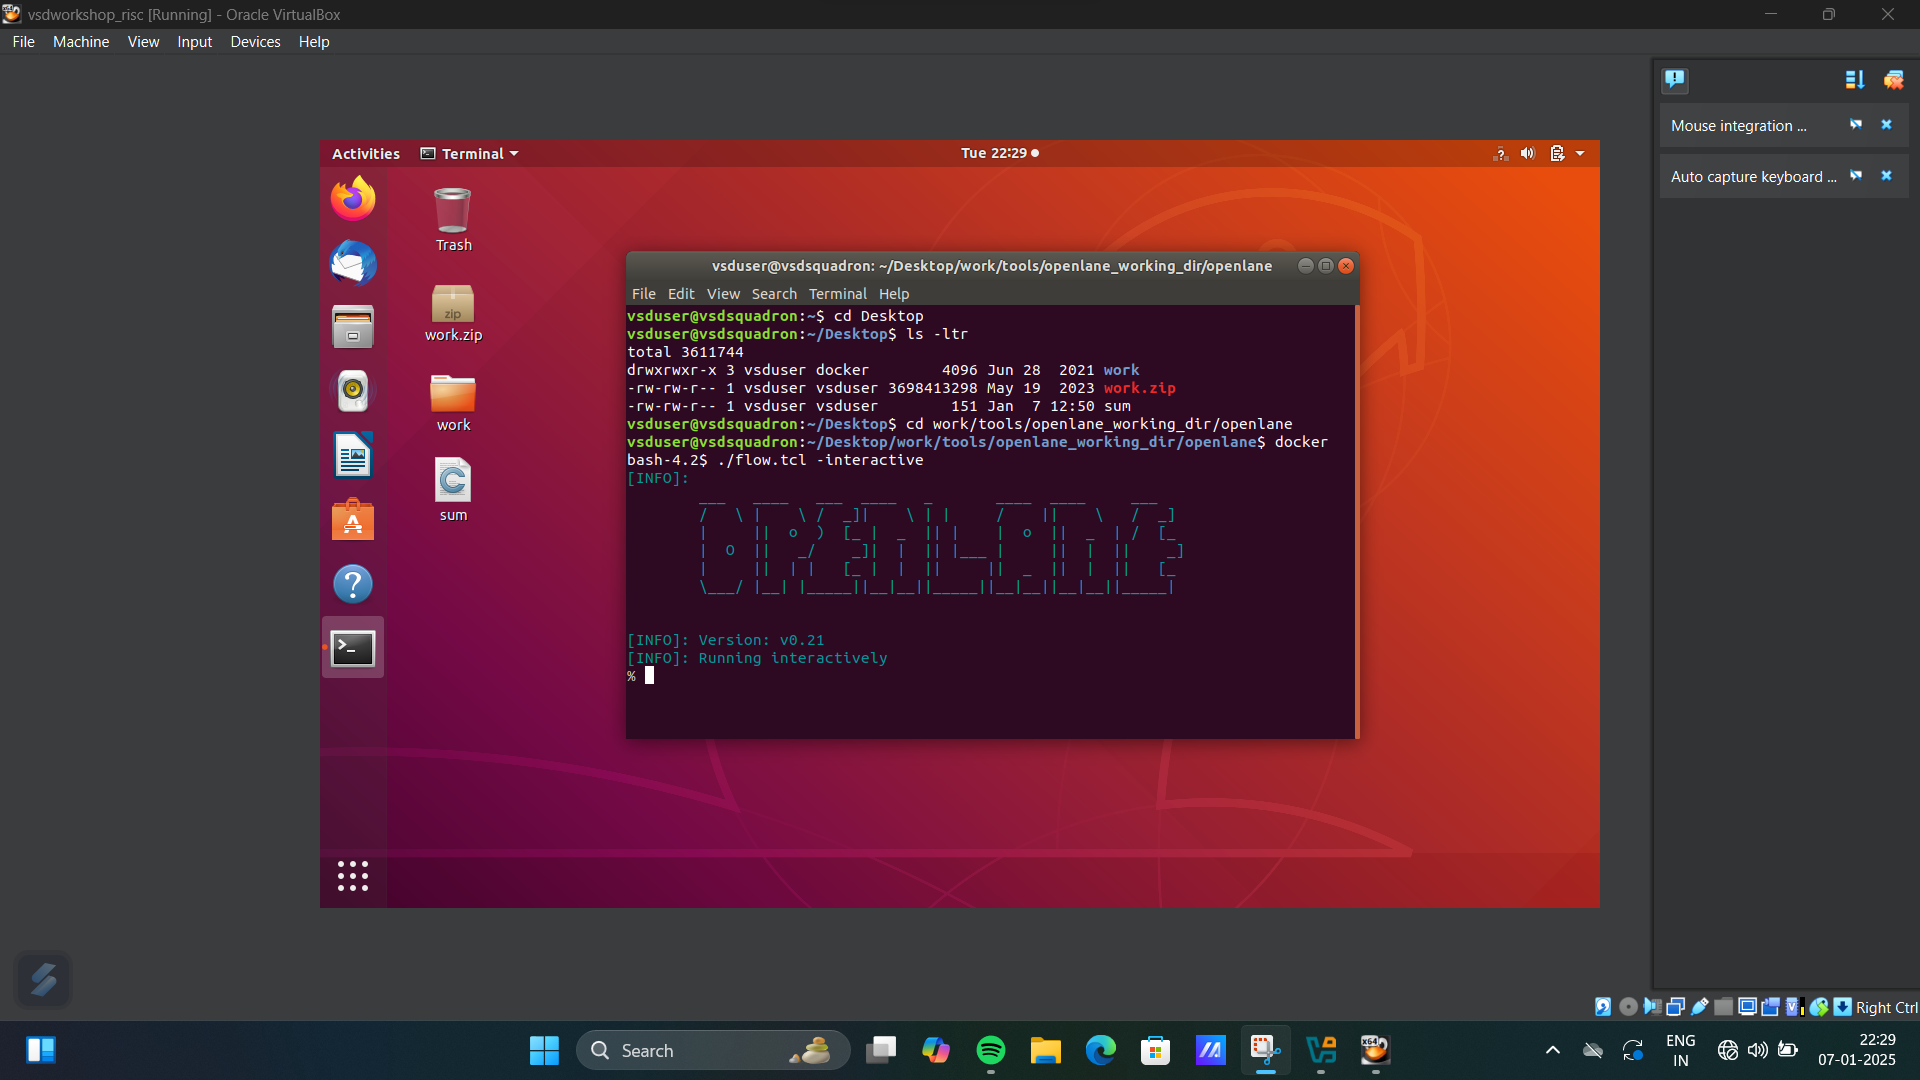 vsdworkshop_risc [Running] - Oracle VirtualBox
File Machine View Input Devices Help
Mouse integration ...
Auto capture keyboard ...
Activities Terminal Tue 22:29
Trash
zip
work.zip
work
sum
vsduser@vsdsquadron: ~/Desktop/work/tools/openlane_working_dir/openlane
File Edit View Search Terminal Help
vsduser@vsdsquadron:~$ cd Desktop
vsduser@vsdsquadron:~/Desktop$ ls -ltr
total 3611744
drwxrwxr-x 3 vsduser docker        4096 Jun 28  2021 work
-rw-rw-r-- 1 vsduser vsduser 3698413298 May 19  2023 work.zip
-rw-rw-r-- 1 vsduser vsduser        151 Jan  7 12:50 sum
vsduser@vsdsquadron:~/Desktop$ cd work/tools/openlane_working_dir/openlane
vsduser@vsdsquadron:~/Desktop/work/tools/openlane_working_dir/openlane$ docker
bash-4.2$ ./flow.tcl -interactive
[INFO]:
OPENLANE
[INFO]: Version: v0.21
[INFO]: Running interactively
%
Right Ctrl
Search
ENG
IN
22:29
07-01-2025